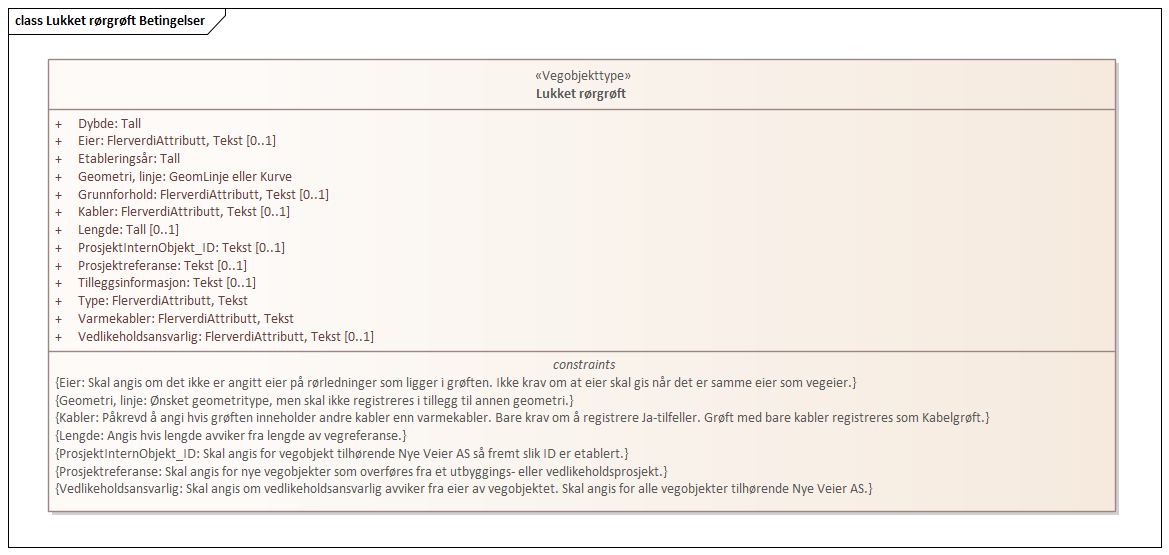 class Lukket rørgrøft Betingelser
«Vegobjekttype»
Lukket rørgrøft
+ Dybde: Tall
+ Eier: FlerverdiAttributt, Tekst [0..1]
+ Etableringsår: Tall
+ Geometri, linje: GeomLinje eller Kurve
+ Grunnforhold: FlerverdiAttributt, Tekst [0..1]
+ Kabler: FlerverdiAttributt, Tekst [0..1]
+ Lengde: Tall [0..1]
+ ProsjektInternObjekt_ID: Tekst [0..1]
+ Prosjektreferanse: Tekst [0..1]
+ Tilleggsinformasjon: Tekst [0..1]
+ Type: FlerverdiAttributt, Tekst
+ Varmekabler: FlerverdiAttributt, Tekst
+ Vedlikeholdsansvarlig: FlerverdiAttributt, Tekst [0..1]
constraints
{Eier: Skal angis om det ikke er angitt eier på rørledninger som ligger i grøften. Ikke krav om at eier skal gis når det er samme eier som vegeier.}
{Geometri, linje: Ønsket geometritype, men skal ikke registreres i tillegg til annen geometri.}
{Kabler: Påkrevd å angi hvis grøften inneholder andre kabler enn varmekabler. Bare krav om å registrere Ja-tilfeller. Grøft med bare kabler registreres som Kabelgrøft.}
{Lengde: Angis hvis lengde avviker fra lengde av vegreferanse.}
{ProsjektInternObjekt_ID: Skal angis for vegobjekt tilhørende Nye Veier AS så fremt slik ID er etablert.}
{Prosjektreferanse: Skal angis for nye vegobjekter som overføres fra et utbyggings- eller vedlikeholdsprosjekt.}
{Vedlikeholdsansvarlig: Skal angis om vedlikeholdsansvarlig avviker fra eier av vegobjektet. Skal angis for alle vegobjekter tilhørende Nye Veier AS.}